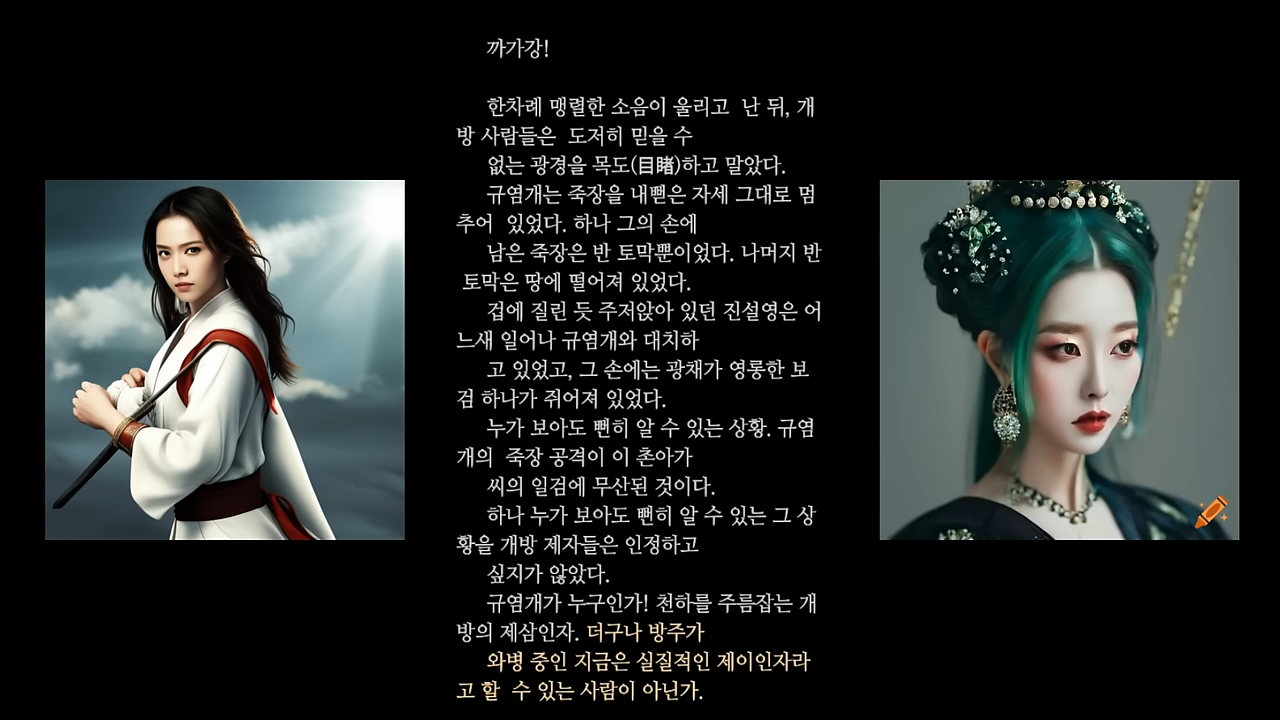 까가강!
한차례 맹렬한 소음이 울리고 난 뒤, 개
방 사람들은 도저히 믿을 수
없는 광경을 목도(目睹)하고 말았다.
규염개는 죽장을 내뻗은 자세 그대로 멈
추어 있었다. 하나 그의 손에
남은 죽장은 반 토막뿐이었다. 나머지 반
토막은 땅에 떨어져 있었다.
겁에 질린 듯 주저앉아 있던 진설영은 어
느새 일어나 규염개와 대치하
고 있었고, 그 손에는 광채가 영롱한 보
검 하나가 쥐어져 있었다.
누가 보아도 뻔히 알 수 있는 상황. 규염
개의 죽장 공격이 이 촌아가
씨의 일검에 무산된 것이다.
하나 누가 보아도 뻔히 알 수 있는 그 상
황을 개방 제자들은 인정하고
싶지가 않았다.
규염개가 누구인가! 천하를 주름잡는 개
방의 제삼인자. 더구나 방주가
와병 중인 지금은 실질적인 제이인자라
고 할 수 있는 사람이 아닌가.